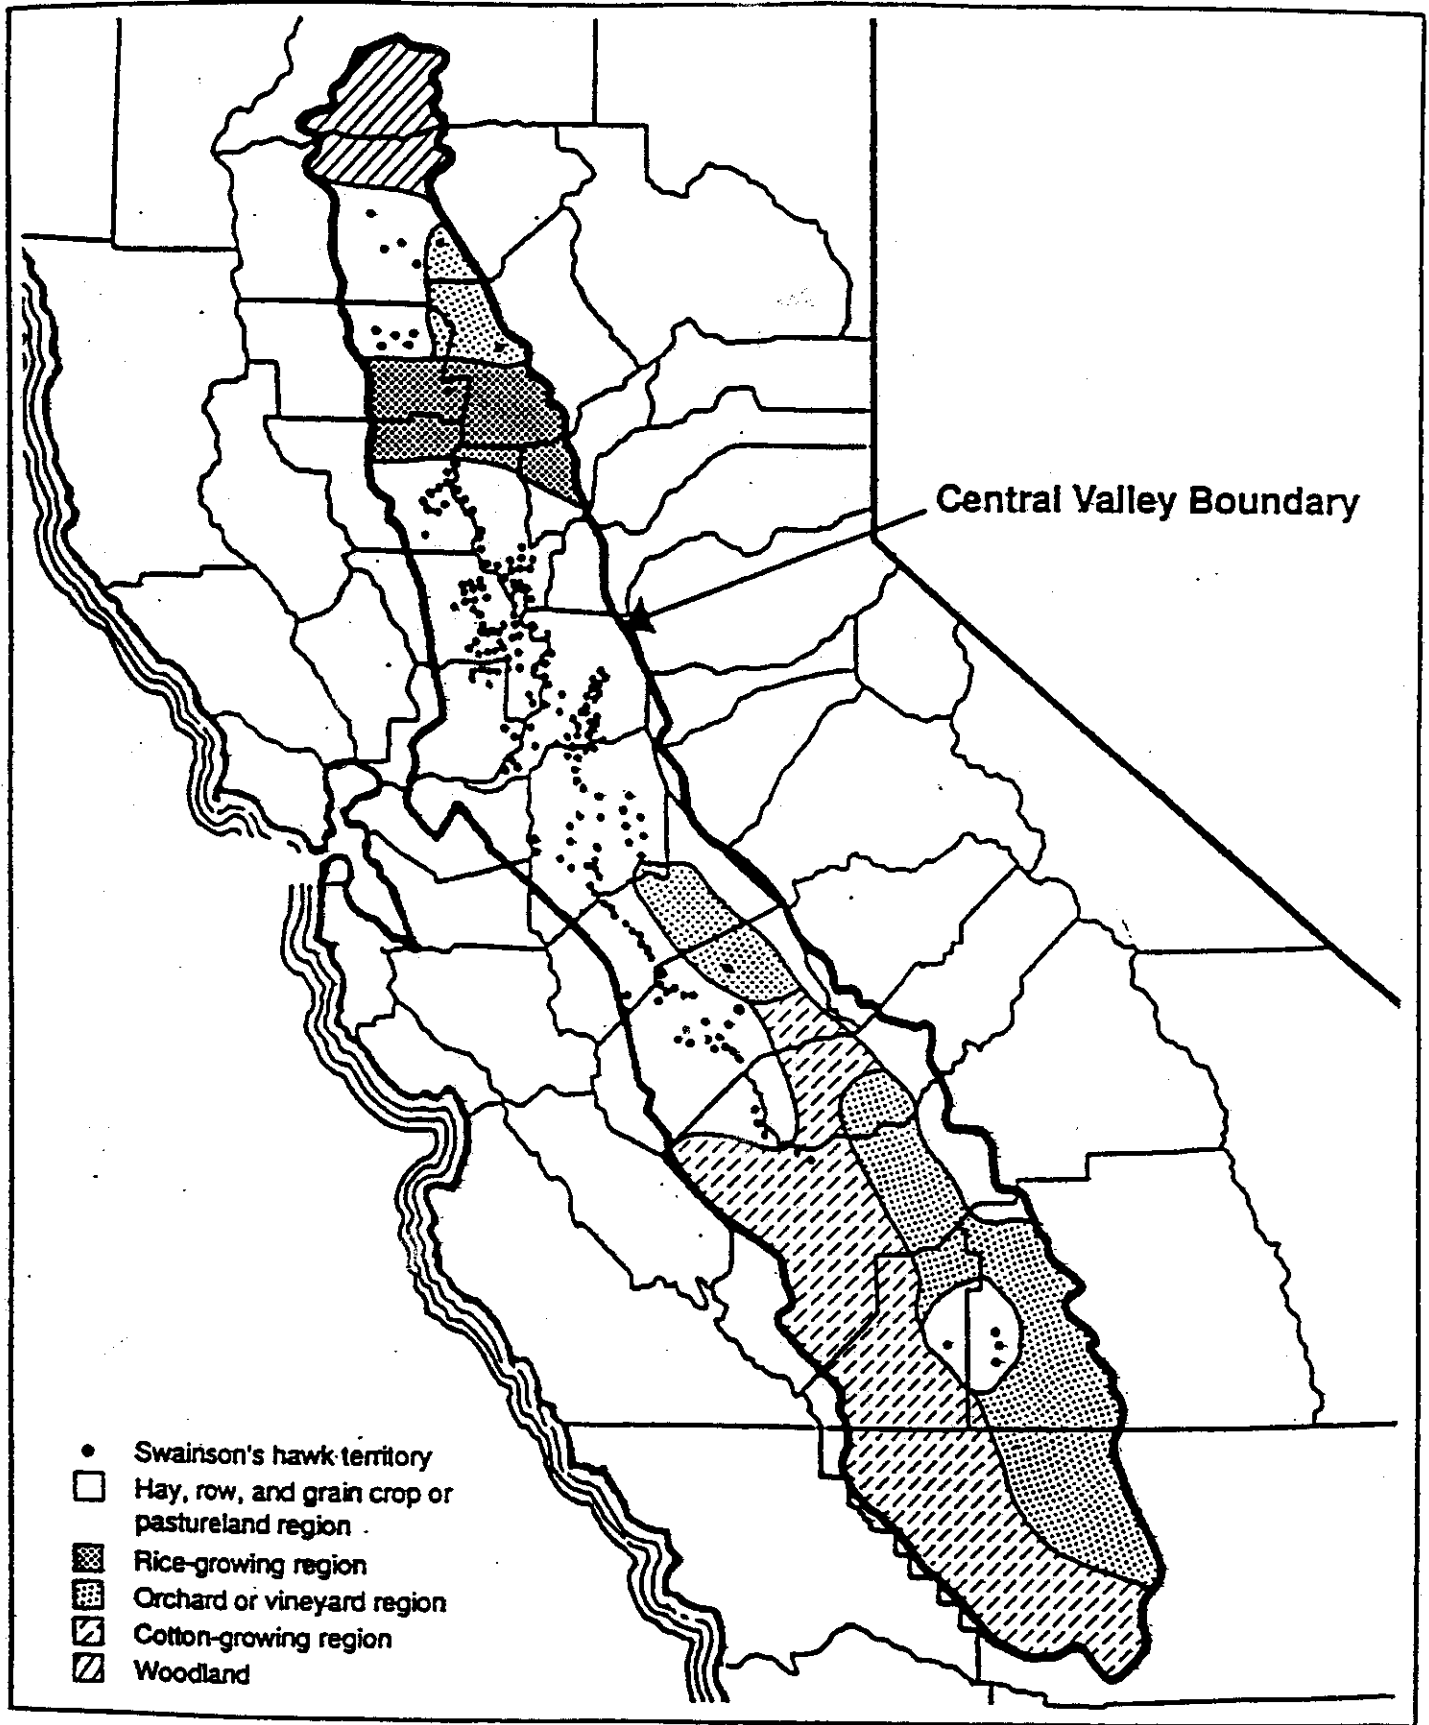 Central Valley Boundary
Swainson's hawk territory
Hay, row, and grain crop or
pastureland region
Rice-growing region
Orchard or vineyard region
Cotton-growing region
Woodland